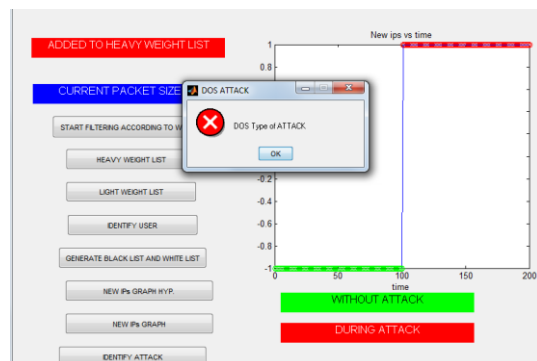 ADDED TO HEAVY WEIGHT LIST
New ips vs time
1
0.8
CURRENT PACKET SIZE
DOS ATTACK
DOS Type of ATTACK
OK
START FILTERING ACCORDING TO
HEAVY WEIGHT LIST
LIGHT WEIGHT LIST
-0.2
IDENTIFY USER
-0.4
-0.6
GENERATE BLACK LIST AND WHITE LIST
-0.8
-1
0 50 100 150 200
time
NEW IPs GRAPH HYP.
WITHOUT ATTACK
NEW IPs GRAPH
DURING ATTACK
IDENTIFY ATTACK